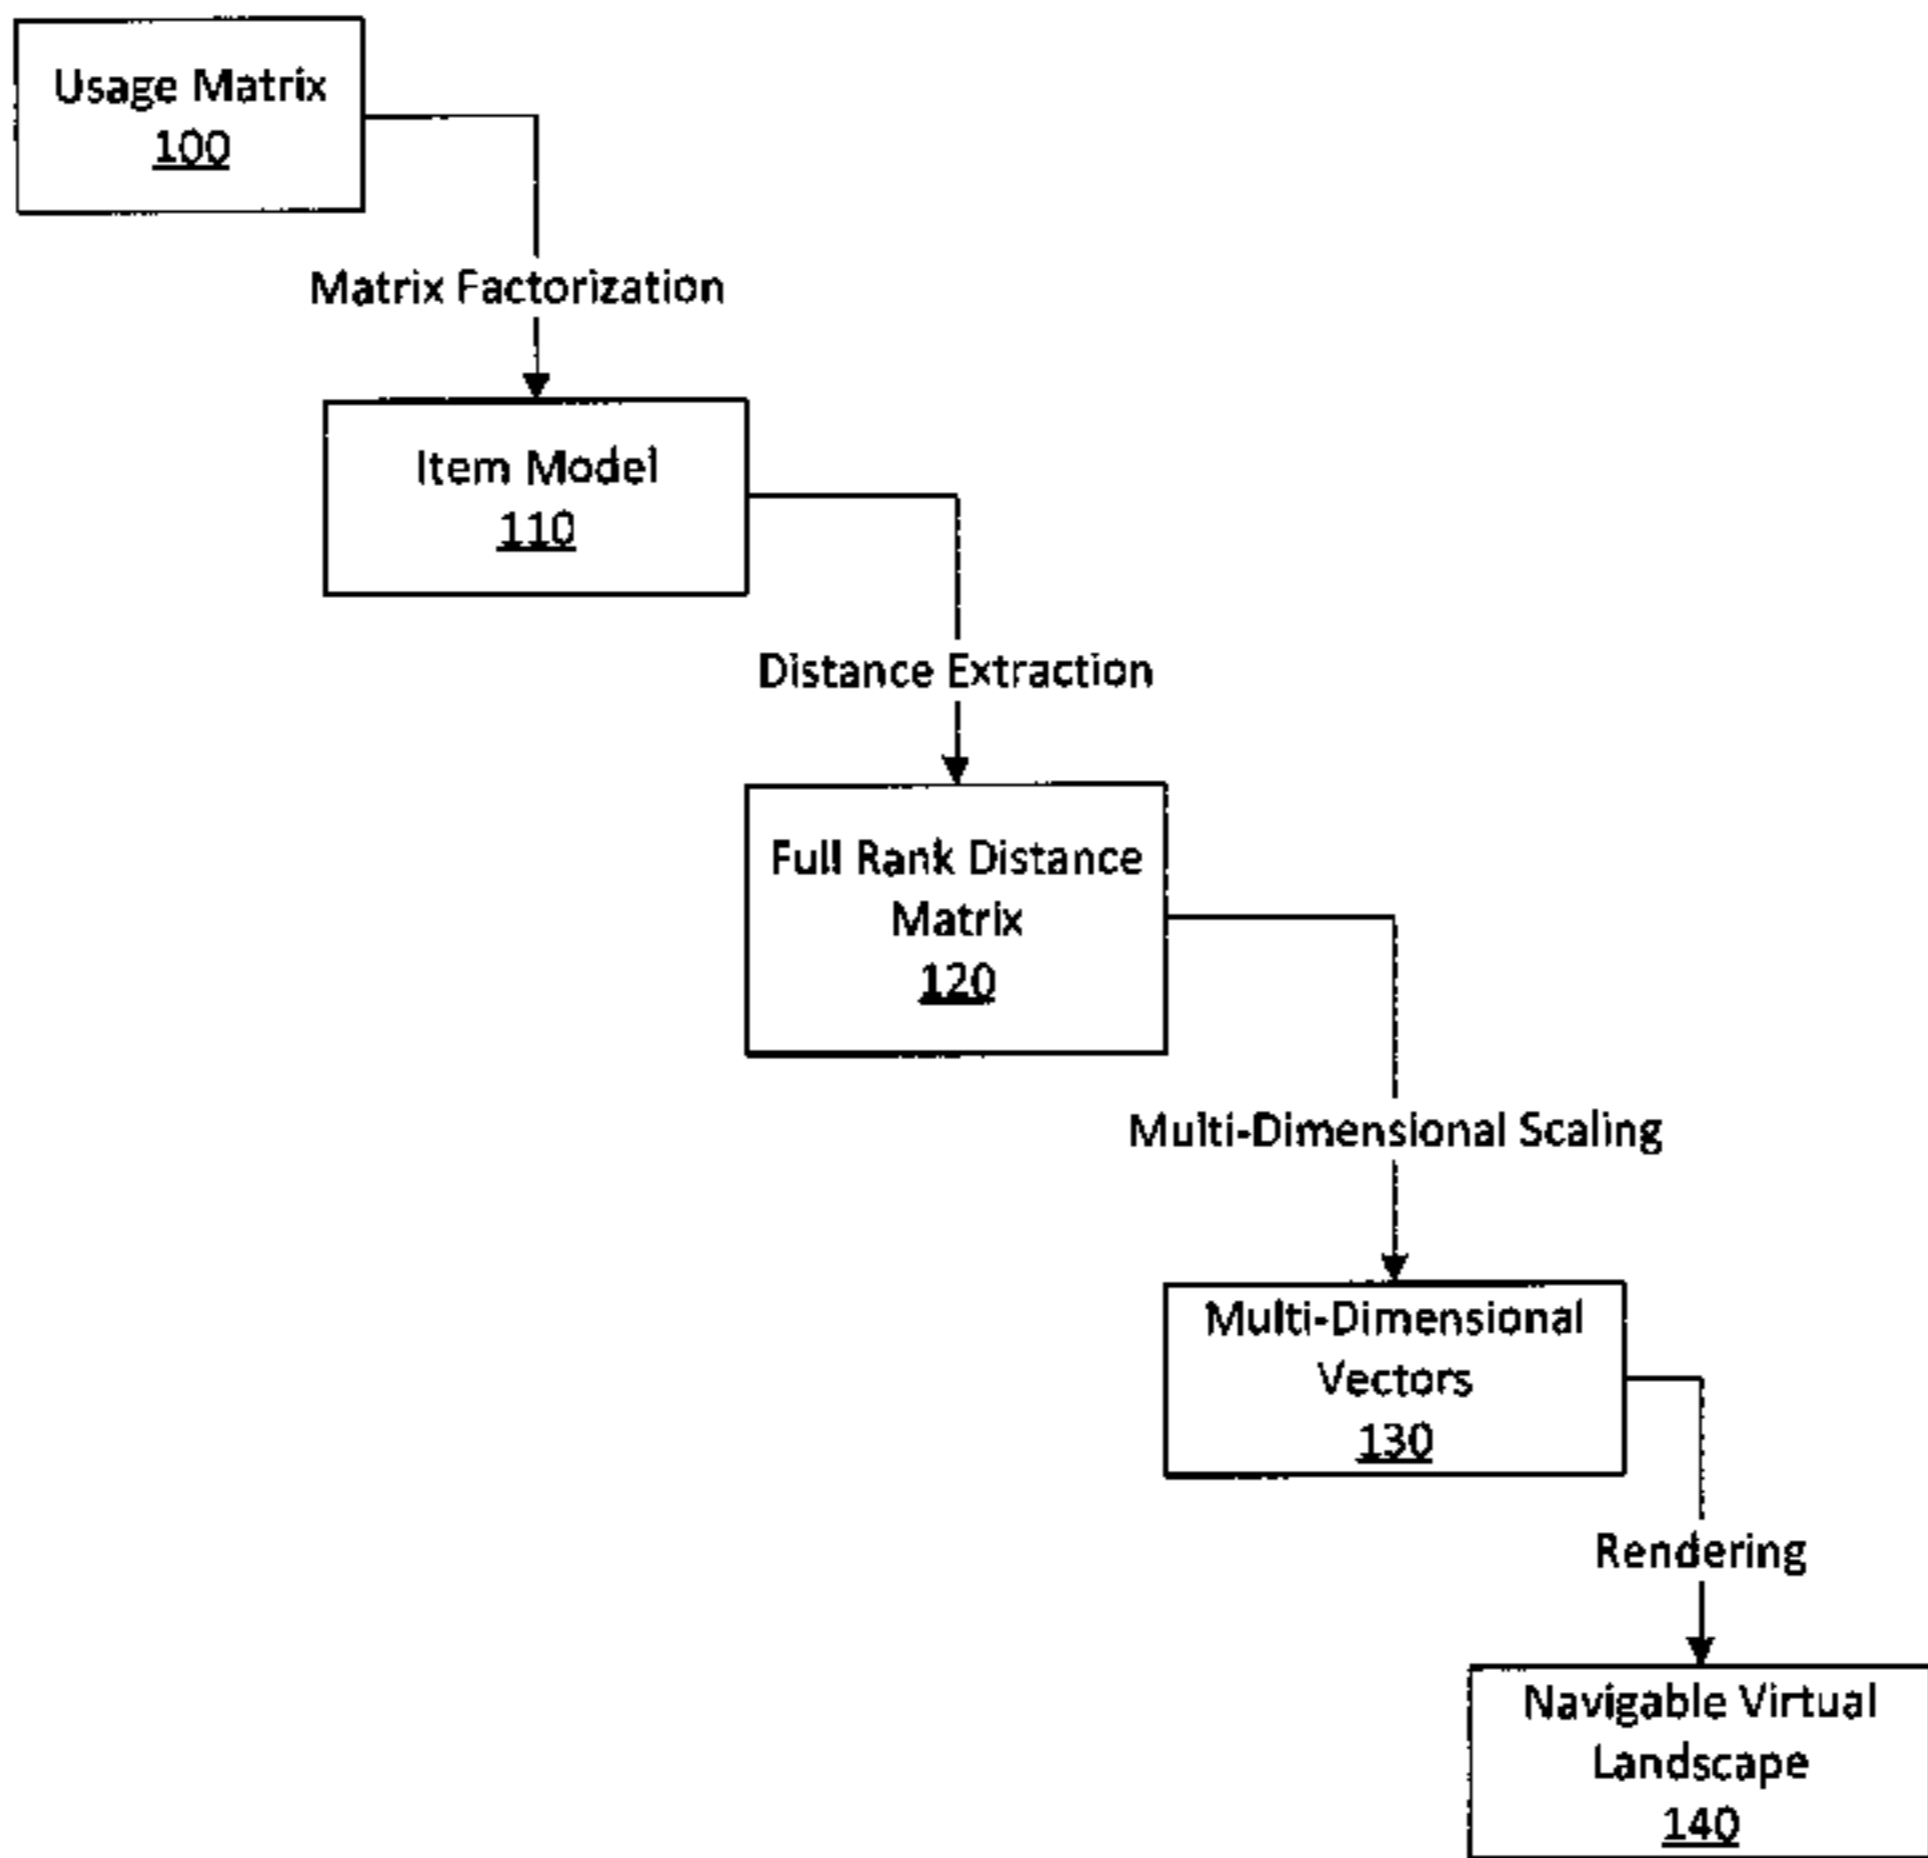 Usage Matrix
100
Matrix Factorization
Item Model
110
Distance Extraction
Full Rank Distance
Matrix
120
Multi-Dimensional Scaling
Multi-Dimensional
Vectors
130
Rendering
Navigable Virtual
Landscape
140